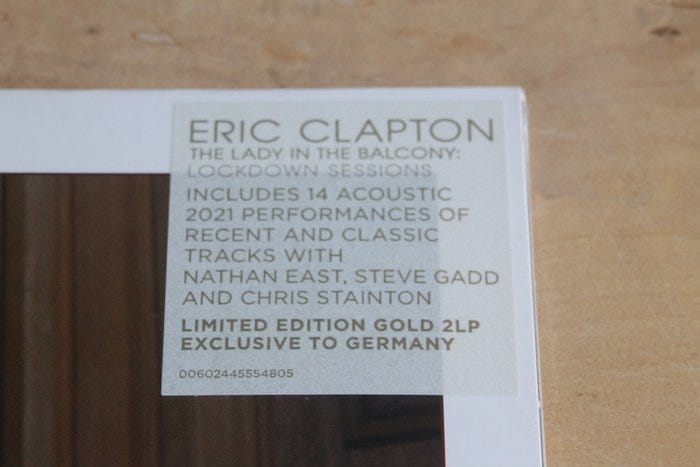 ERIC CLAPTON
THE LADY IN THE BALCONY:
LOCKDOWN SESSIONS
INCLUDES 14 ACOUSTIC
2021 PERFORMANCES OF
RECENT AND CLASSIC
TRACKS WITH
NATHAN EAST, STEVE GADD
AND CHRIS STAINTON
LIMITED EDITION GOLD 2LP
EXCLUSIVE TO GERMANY
00602445554805